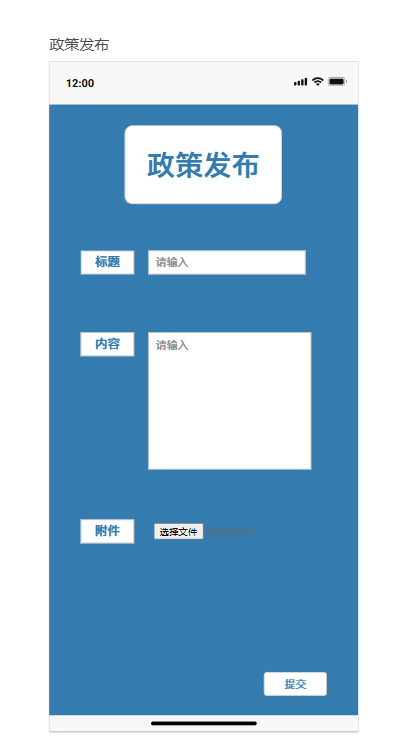 政策发布
12:00
政策发布
标题 请输入
内容 请输入
附件 选择文件
提交